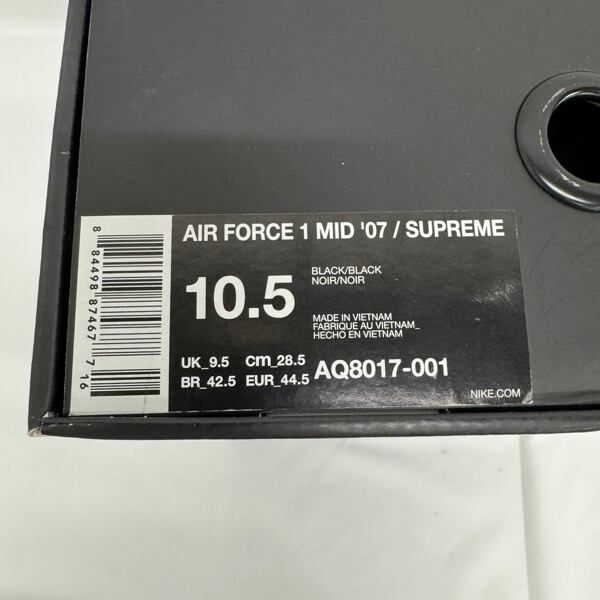 AIR FORCE 1 MID '07 / SUPREME
10.5
BLACK/BLACK
NOIR/NOIR
MADE IN VIETNAM
FABRIQUE AU VIETNAM_
HECHO EN VIETNAM
UK_9.5 cm_28.5
BR_42.5 EUR_44.5
AQ8017-001
NIKE.COM
8 84498 87467 7 16